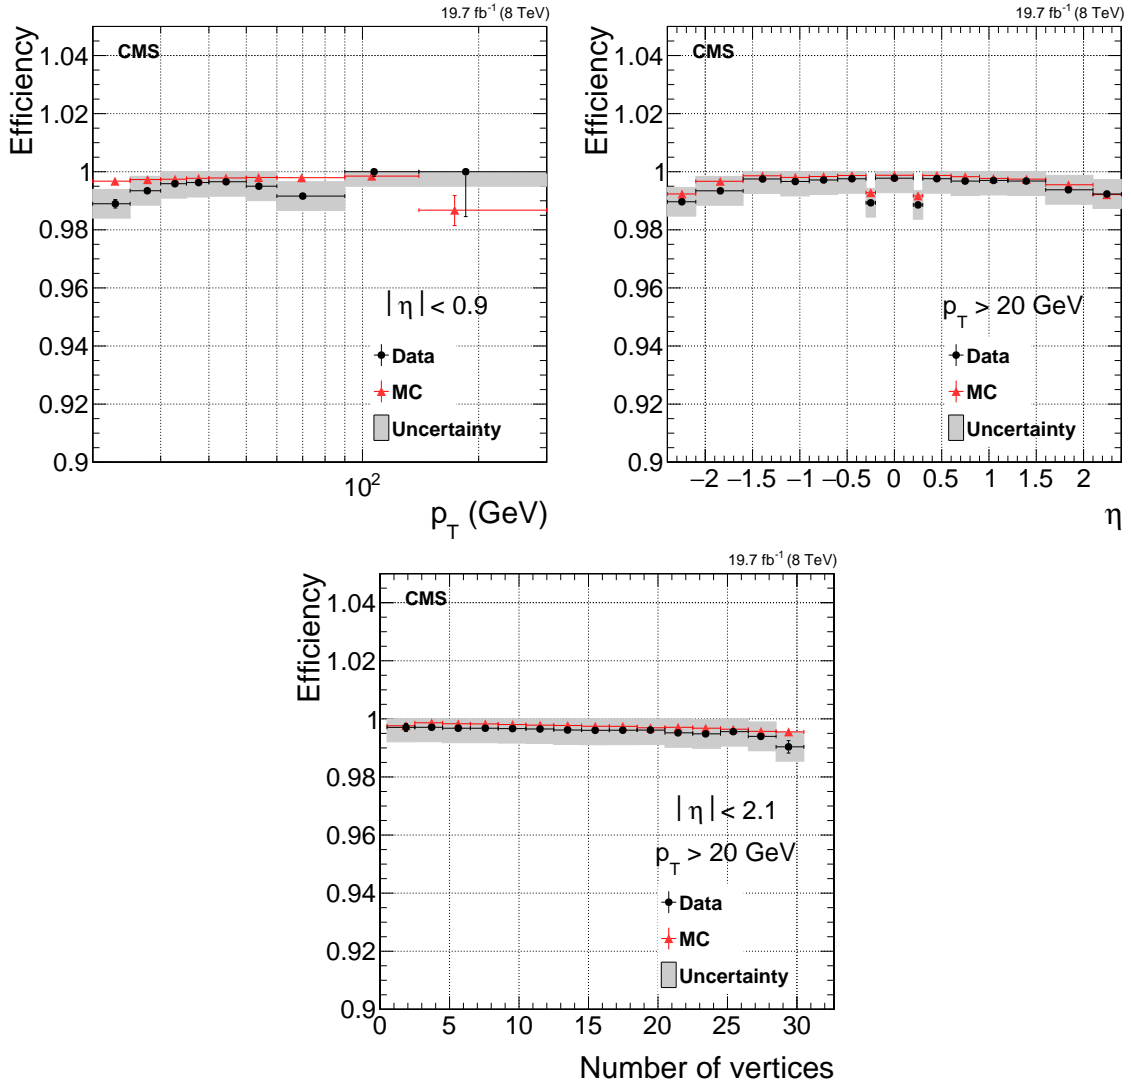 19.7 fb⁻¹ (8 TeV)
CMS
Efficiency
1.04
1.02
1
0.98
0.96
0.94
0.92
0.9
| η | < 0.9
Data
MC
Uncertainty
10²
p_T (GeV)
19.7 fb⁻¹ (8 TeV)
CMS
Efficiency
1.04
1.02
1
0.98
0.96
0.94
0.92
0.9
p_T > 20 GeV
Data
MC
Uncertainty
−2 −1.5 −1 −0.5 0 0.5 1 1.5 2
η
19.7 fb⁻¹ (8 TeV)
CMS
Efficiency
1.04
1.02
1
0.98
0.96
0.94
0.92
0.9
| η | < 2.1
p_T > 20 GeV
Data
MC
Uncertainty
0 5 10 15 20 25 30
Number of vertices